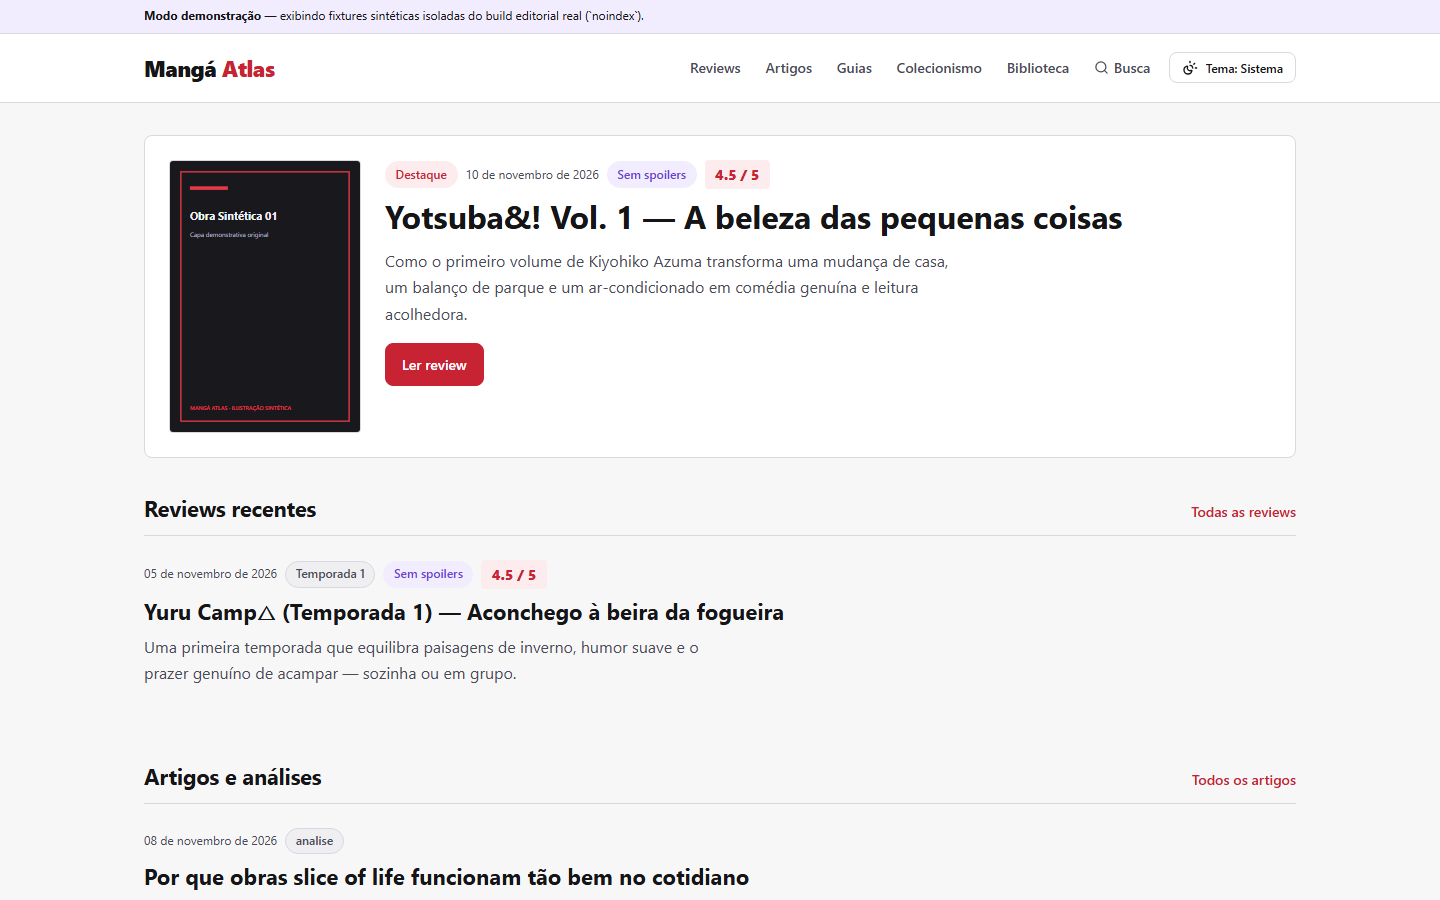 Modo demonstração — exibindo fixtures sintéticas isoladas do build editorial real (`noindex`).
Mangá Atlas
Reviews
Artigos
Guias
Colecionismo
Biblioteca
Busca
Tema: Sistema
Obra Sintética 01
Capa demonstrativa original
MANGÁ ATLAS · ILUSTRAÇÃO SINTÉTICA
Destaque
10 de novembro de 2026
Sem spoilers
4.5 / 5
Yotsuba&! Vol. 1 — A beleza das pequenas coisas
Como o primeiro volume de Kiyohiko Azuma transforma uma mudança de casa,
um balanço de parque e um ar-condicionado em comédia genuína e leitura
acolhedora.
Ler review
Reviews recentes
Todas as reviews
05 de novembro de 2026
Temporada 1
Sem spoilers
4.5 / 5
Yuru Camp△ (Temporada 1) — Aconchego à beira da fogueira
Uma primeira temporada que equilibra paisagens de inverno, humor suave e o
prazer genuíno de acampar — sozinha ou em grupo.
Artigos e análises
Todos os artigos
08 de novembro de 2026
analise
Por que obras slice of life funcionam tão bem no cotidiano